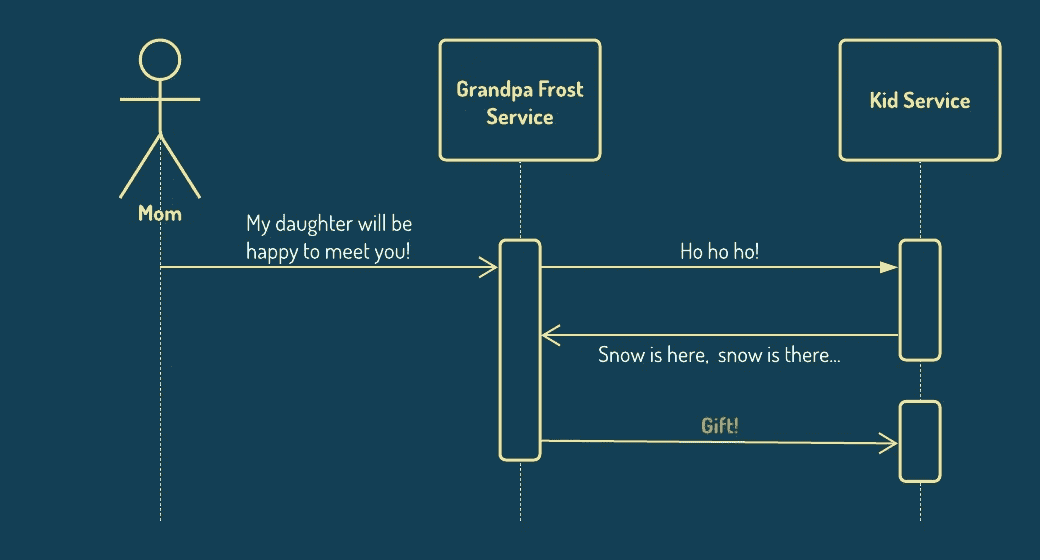 Grandpa Frost
Service
Kid Service
Mom
My daughter will be
happy to meet you!
Ho ho ho!
Snow is here, snow is there...
Gift!